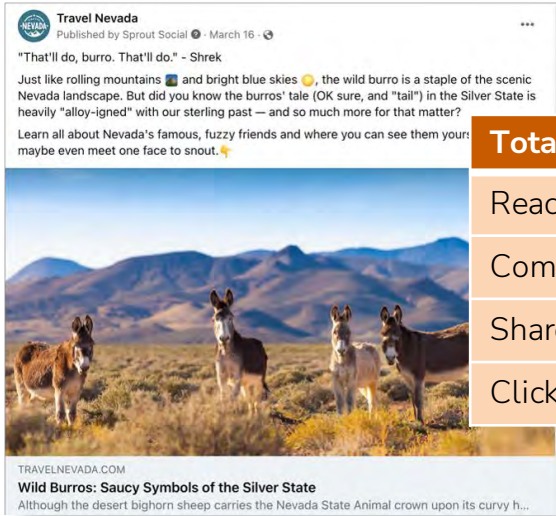 NEVADA
Travel Nevada
Published by Sprout Social · March 16 ·
"That'll do, burro. That'll do." - Shrek
Just like rolling mountains 🏞 and bright blue skies 🌞, the wild burro is a staple of the scenic
Nevada landscape. But did you know the burros' tale (OK sure, and "tail") in the Silver State is
heavily "alloy-igned" with our sterling past — and so much more for that matter?
Learn all about Nevada's famous, fuzzy friends and where you can see them yours
maybe even meet one face to snout.👇
Tota
Reac
Com
Share
Click
TRAVELNEVADA.COM
Wild Burros: Saucy Symbols of the Silver State
Although the desert bighorn sheep carries the Nevada State Animal crown upon its curvy h...